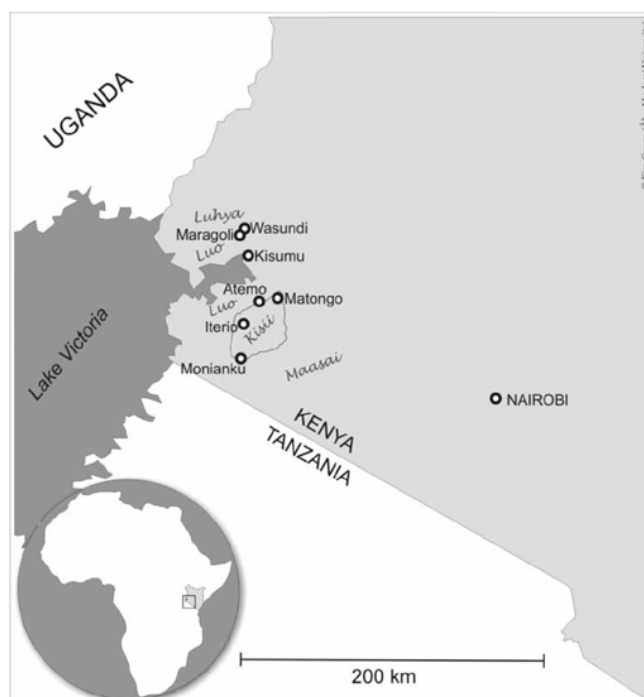 UGANDA
Luhya
Wasundi
Maragoli
Luo
Kisumu
Atemo
Matongo
Luo
Iterio
Kisii
Monianku
Maasai
Lake Victoria
NAIROBI
KENYA
TANZANIA
200 km